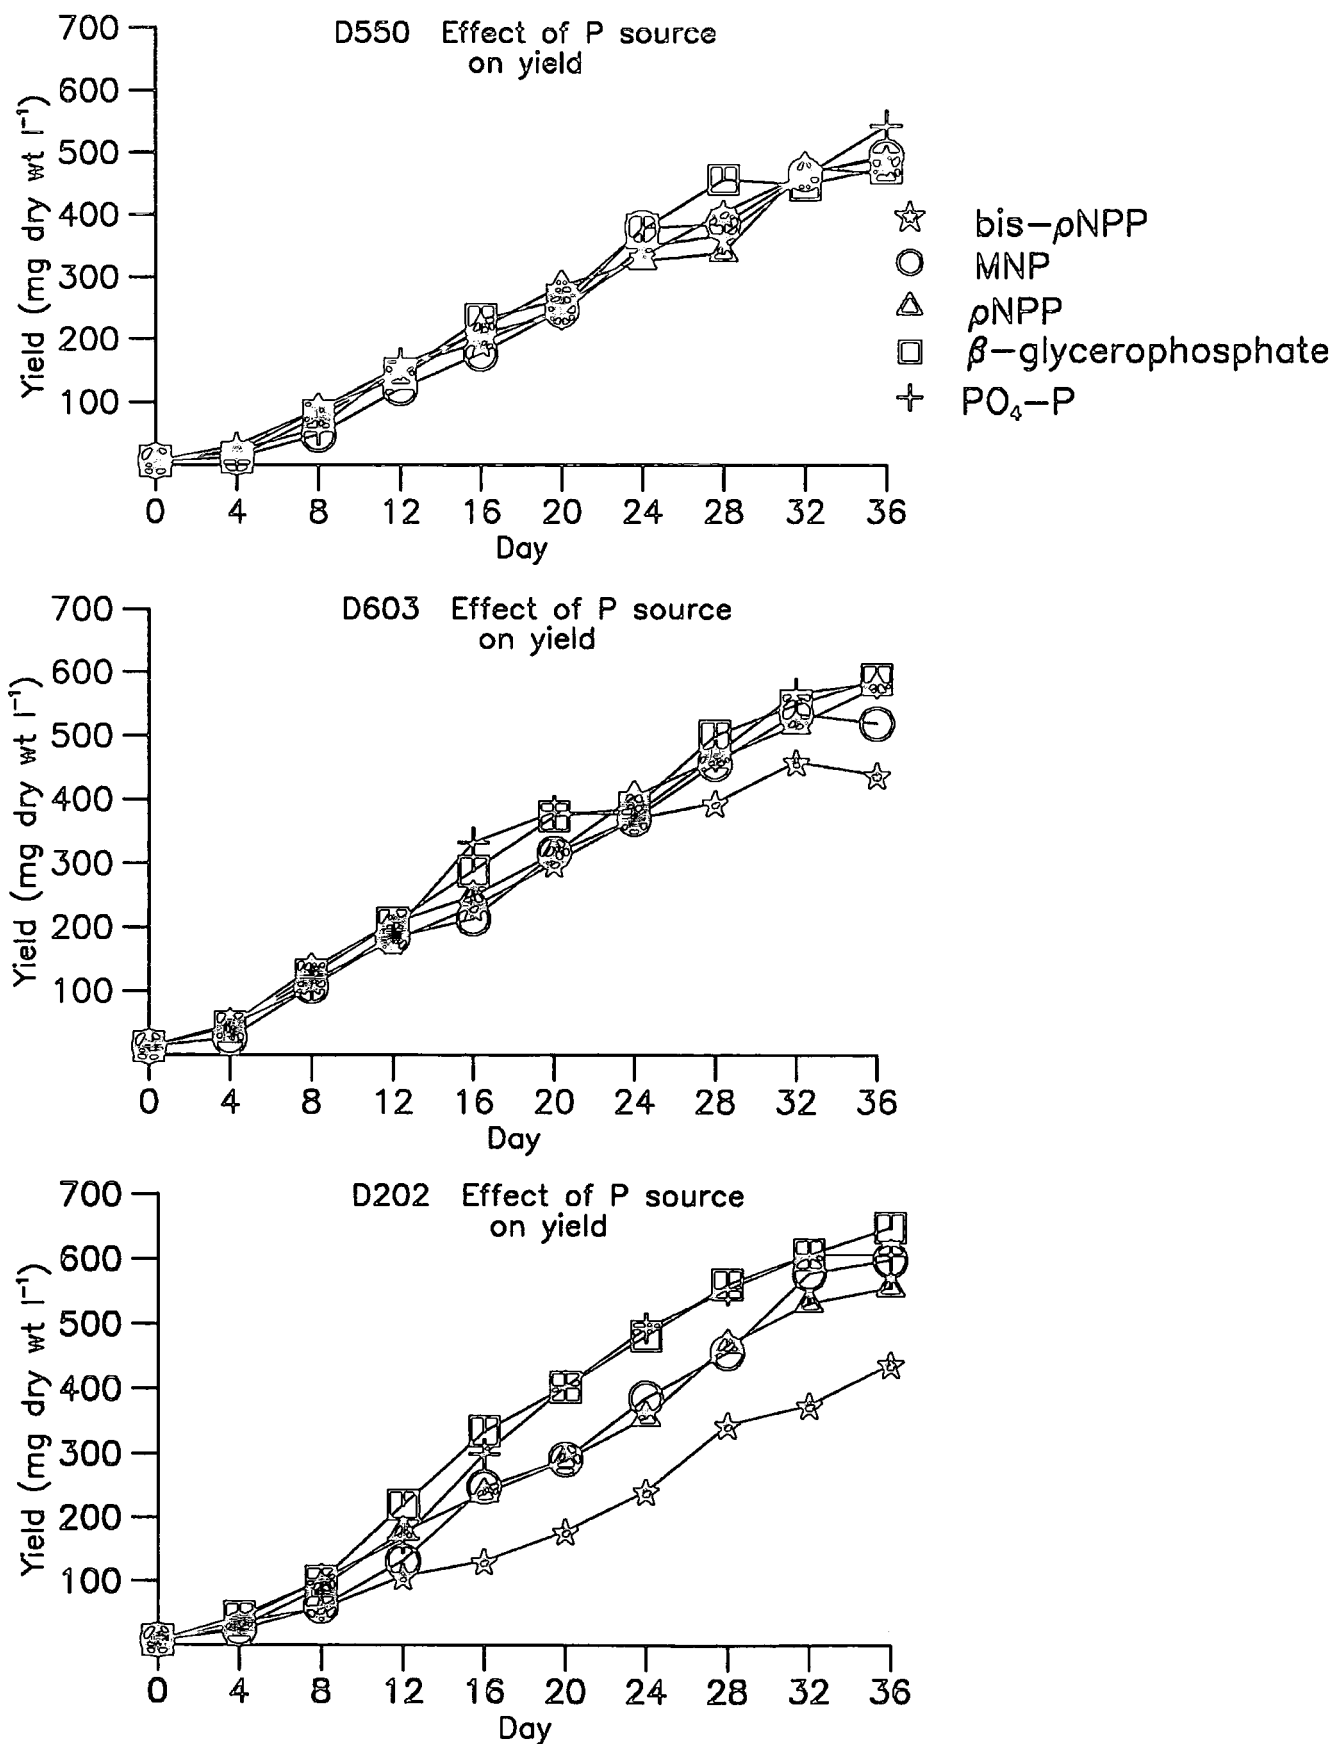 D550 Effect of P source
on yield
Yield (mg dry wt l⁻¹)
700
600
500
400
300
200
100
0 4 8 12 16 20 24 28 32 36
Day
bis-ρNPP
MNP
ρNPP
β-glycerophosphate
PO₄-P
D603 Effect of P source
on yield
Yield (mg dry wt l⁻¹)
700
600
500
400
300
200
100
0 4 8 12 16 20 24 28 32 36
Day
D202 Effect of P source
on yield
Yield (mg dry wt l⁻¹)
700
600
500
400
300
200
100
0 4 8 12 16 20 24 28 32 36
Day